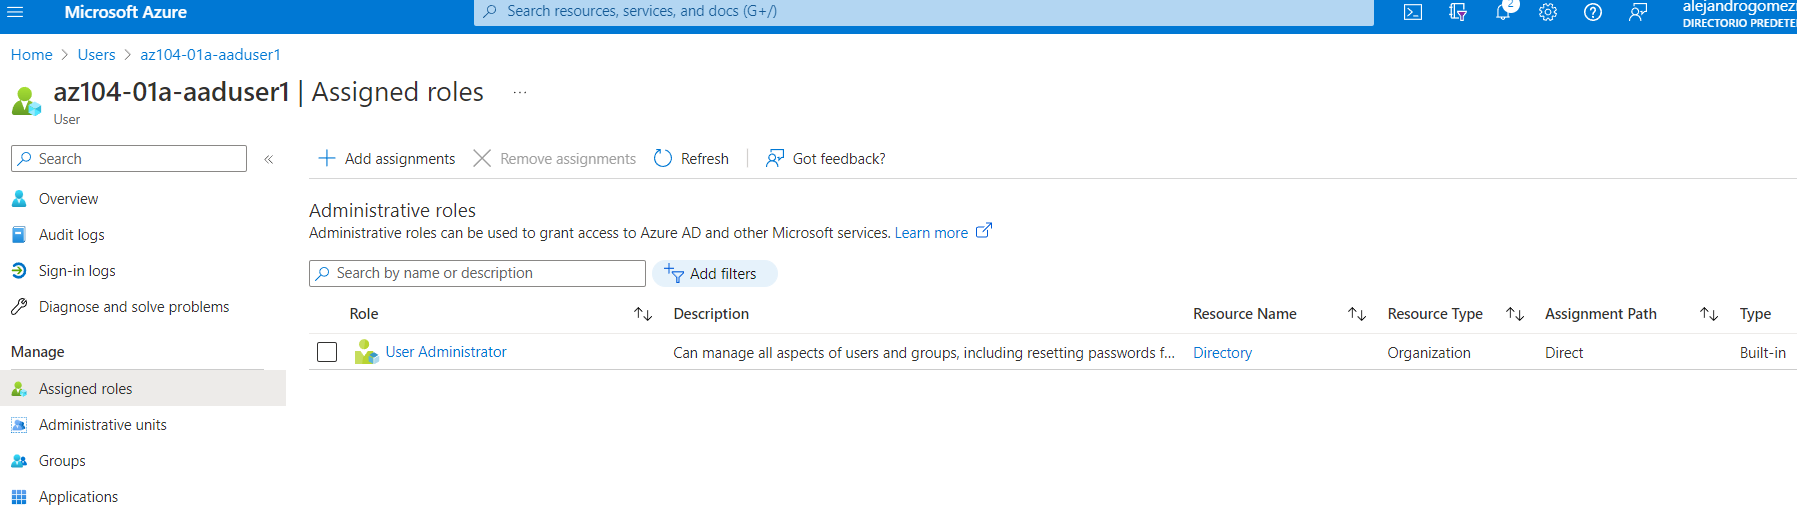 Microsoft Azure
Search resources, services, and docs (G+/)
2
DIRECTORIO PREDETE
Home > Users > az104-01a-aaduser1
az104-01a-aaduser1 | Assigned roles ...
User
Search «
Add assignments Remove assignments Refresh Got feedback?
Overview
Audit logs
Sign-in logs
Diagnose and solve problems
Manage
Assigned roles
Administrative units
Groups
Applications
Administrative roles
Administrative roles can be used to grant access to Azure AD and other Microsoft services. Learn more
Search by name or description Add filters
Role Description Resource Name Resource Type Assignment Path Type
User Administrator Can manage all aspects of users and groups, including resetting passwords f... Directory Organization Direct Built-in